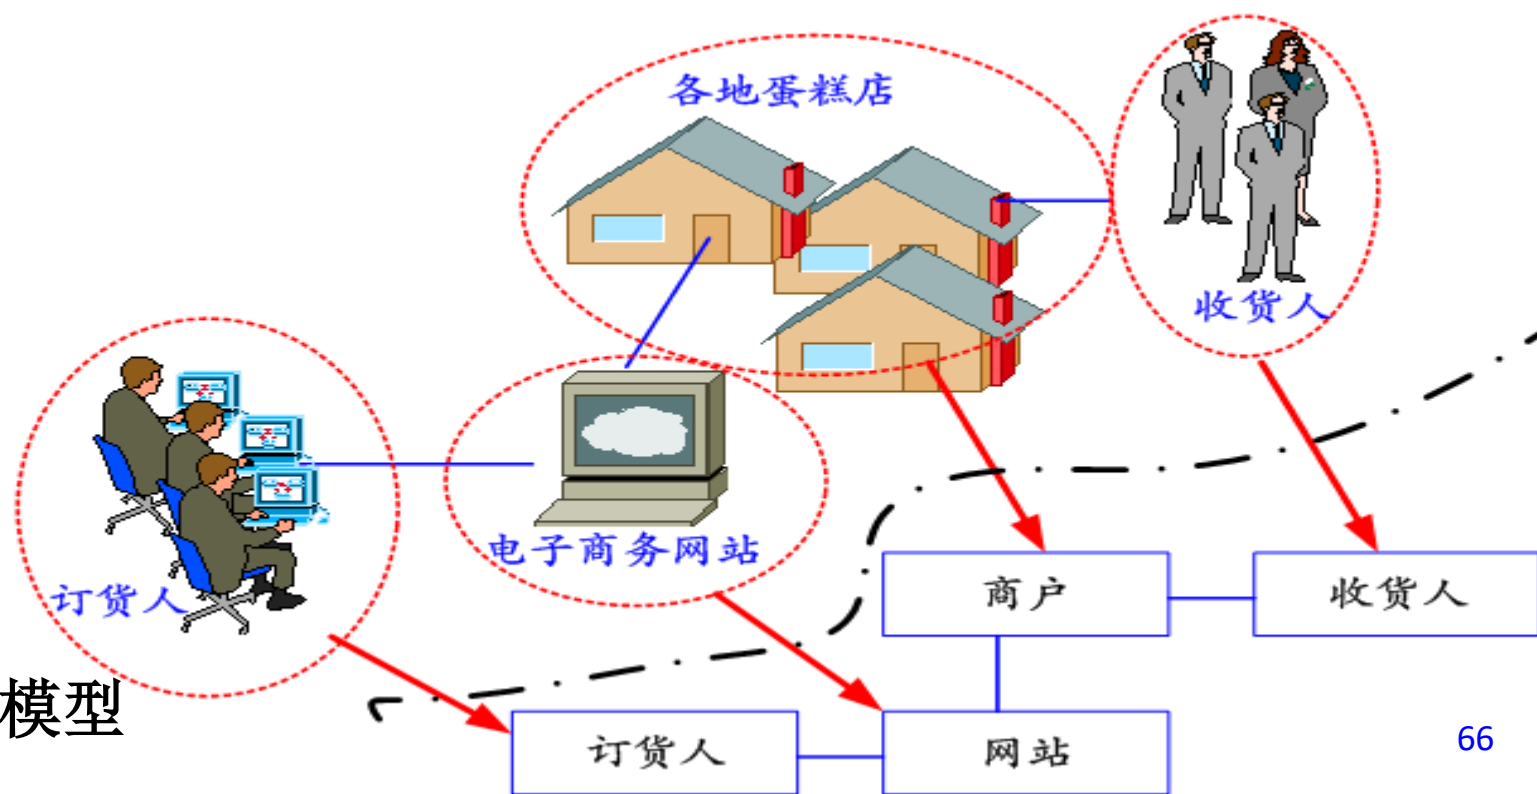 各地蛋糕店
收货人
电子商务网站
订货人
商户
收货人
模型
订货人
网站
66